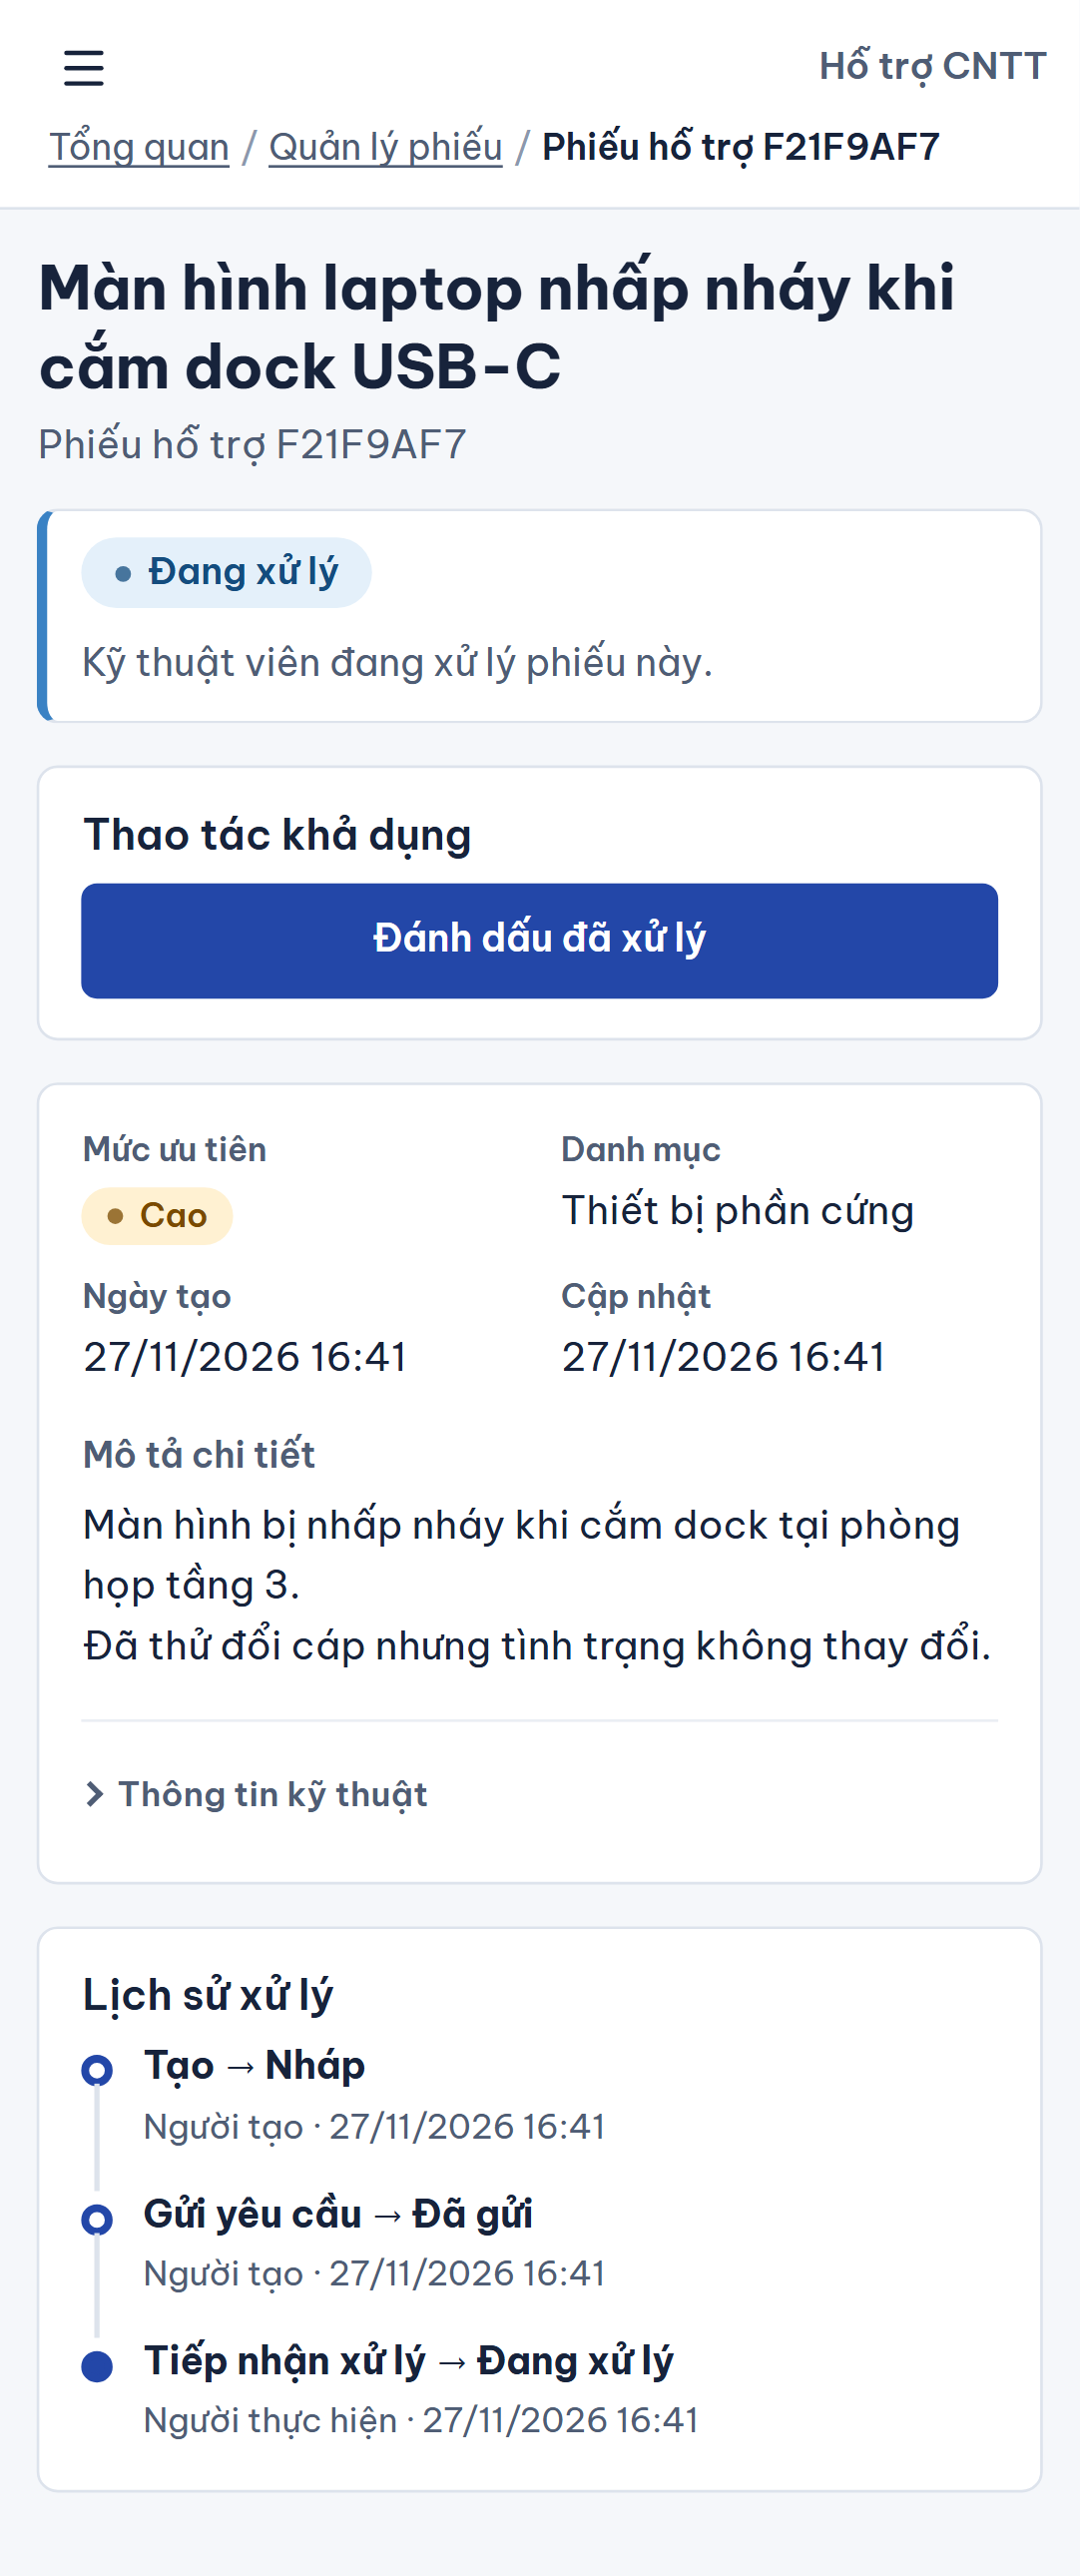 Hỗ trợ CNTT
Tổng quan / Quản lý phiếu / Phiếu hỗ trợ F21F9AF7
Màn hình laptop nhấp nháy khi
cắm dock USB-C
Phiếu hỗ trợ F21F9AF7
Đang xử lý
Kỹ thuật viên đang xử lý phiếu này.
Thao tác khả dụng
Đánh dấu đã xử lý
Mức ưu tiên
Cao
Danh mục
Thiết bị phần cứng
Ngày tạo
27/11/2026 16:41
Cập nhật
27/11/2026 16:41
Mô tả chi tiết
Màn hình bị nhấp nháy khi cắm dock tại phòng
họp tầng 3.
Đã thử đổi cáp nhưng tình trạng không thay đổi.
Thông tin kỹ thuật
Lịch sử xử lý
Tạo → Nháp
Người tạo · 27/11/2026 16:41
Gửi yêu cầu → Đã gửi
Người tạo · 27/11/2026 16:41
Tiếp nhận xử lý → Đang xử lý
Người thực hiện · 27/11/2026 16:41